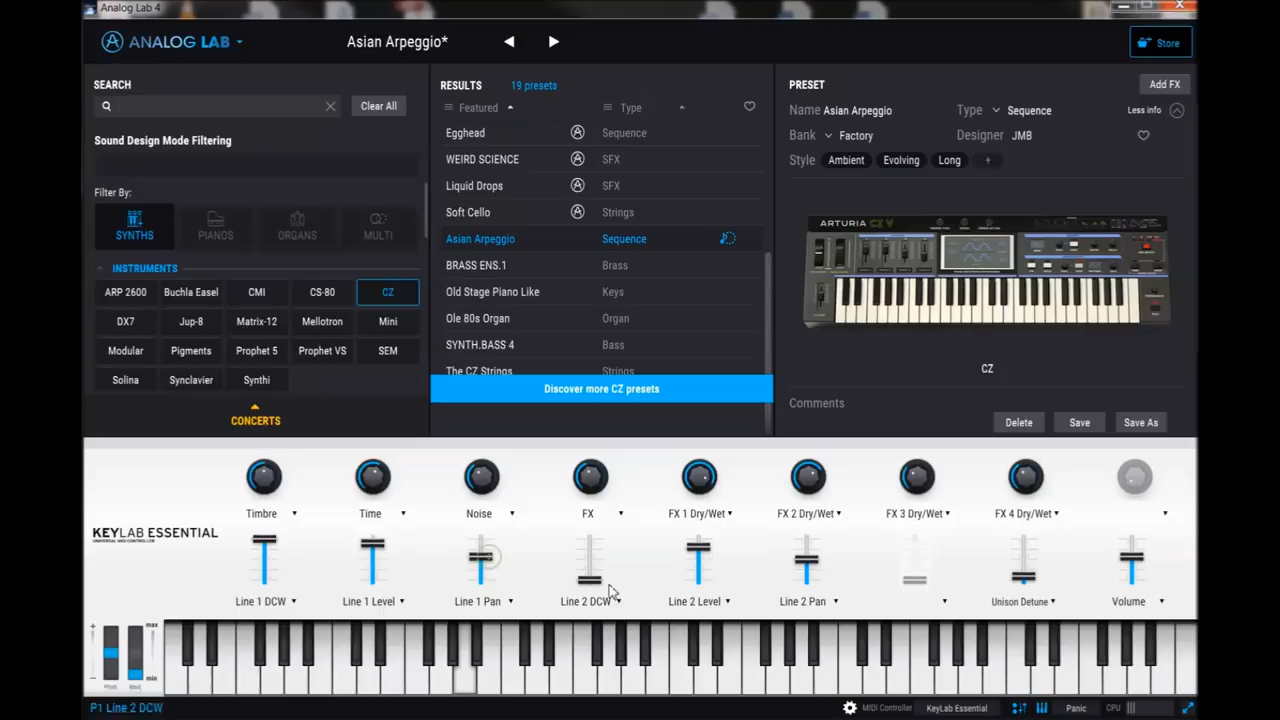 Analog Lab 4
ANALOG LAB
Asian Arpeggio*
Store
SEARCH
Clear All
Sound Design Mode Filtering
Filter By:
SYNTHS PIANOS ORGANS MULTI
INSTRUMENTS
ARP 2600 Buchla Easel CMI CS-80 CZ
DX7 Jup-8 Matrix-12 Mellotron Mini
Modular Pigments Prophet 5 Prophet VS SEM
Solina Synclavier Synthi
CONCERTS
RESULTS 19 presets
Featured Type
Egghead Sequence
WEIRD SCIENCE SFX
Liquid Drops SFX
Soft Cello Strings
Asian Arpeggio Sequence
BRASS ENS.1 Brass
Old Stage Piano Like Keys
Ole 80s Organ Organ
SYNTH.BASS 4 Bass
The CZ Strings Strings
Discover more CZ presets
PRESET Add FX
Name Asian Arpeggio Type Sequence Less info
Bank Factory Designer JMB
Style Ambient Evolving Long +
ARTURIA CZ V
CZ
Comments
Delete Save Save As
Timbre Time Noise FX FX 1 Dry/Wet FX 2 Dry/Wet FX 3 Dry/Wet FX 4 Dry/Wet
KEYLAB ESSENTIAL
UNIVERSAL MIDI CONTROLLER
Line 1 DCW Line 1 Level Line 1 Pan Line 2 DCW Line 2 Level Line 2 Pan Unison Detune Volume
+ max
− min
P1 Line 2 DCW
MIDI Controller KeyLab Essential Panic CPU